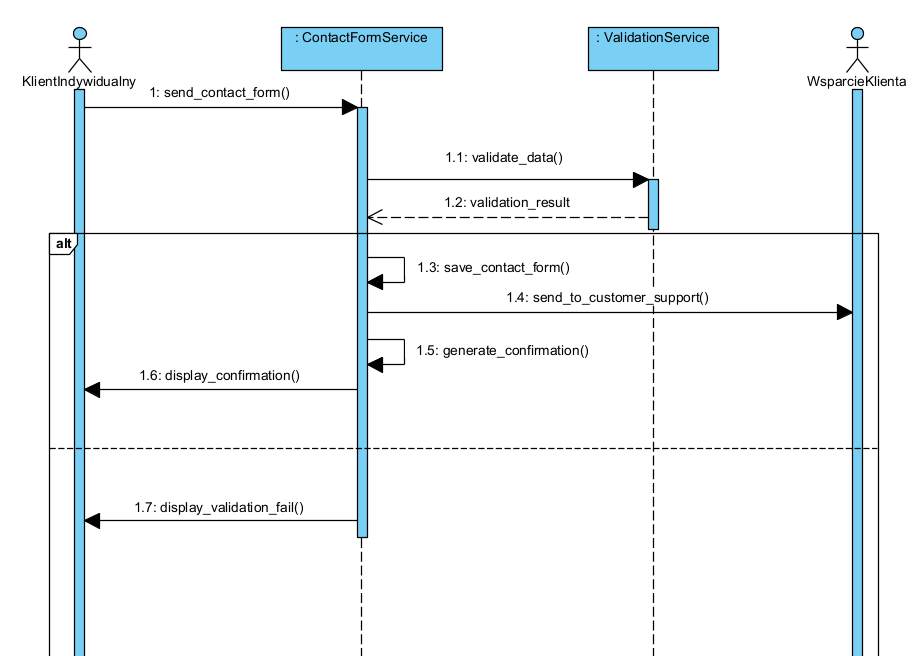 : ContactFormService
: ValidationService
KlientIndywidualny
WsparcieKlienta
1: send_contact_form()
1.1: validate_data()
1.2: validation_result
alt
1.3: save_contact_form()
1.4: send_to_customer_support()
1.5: generate_confirmation()
1.6: display_confirmation()
1.7: display_validation_fail()